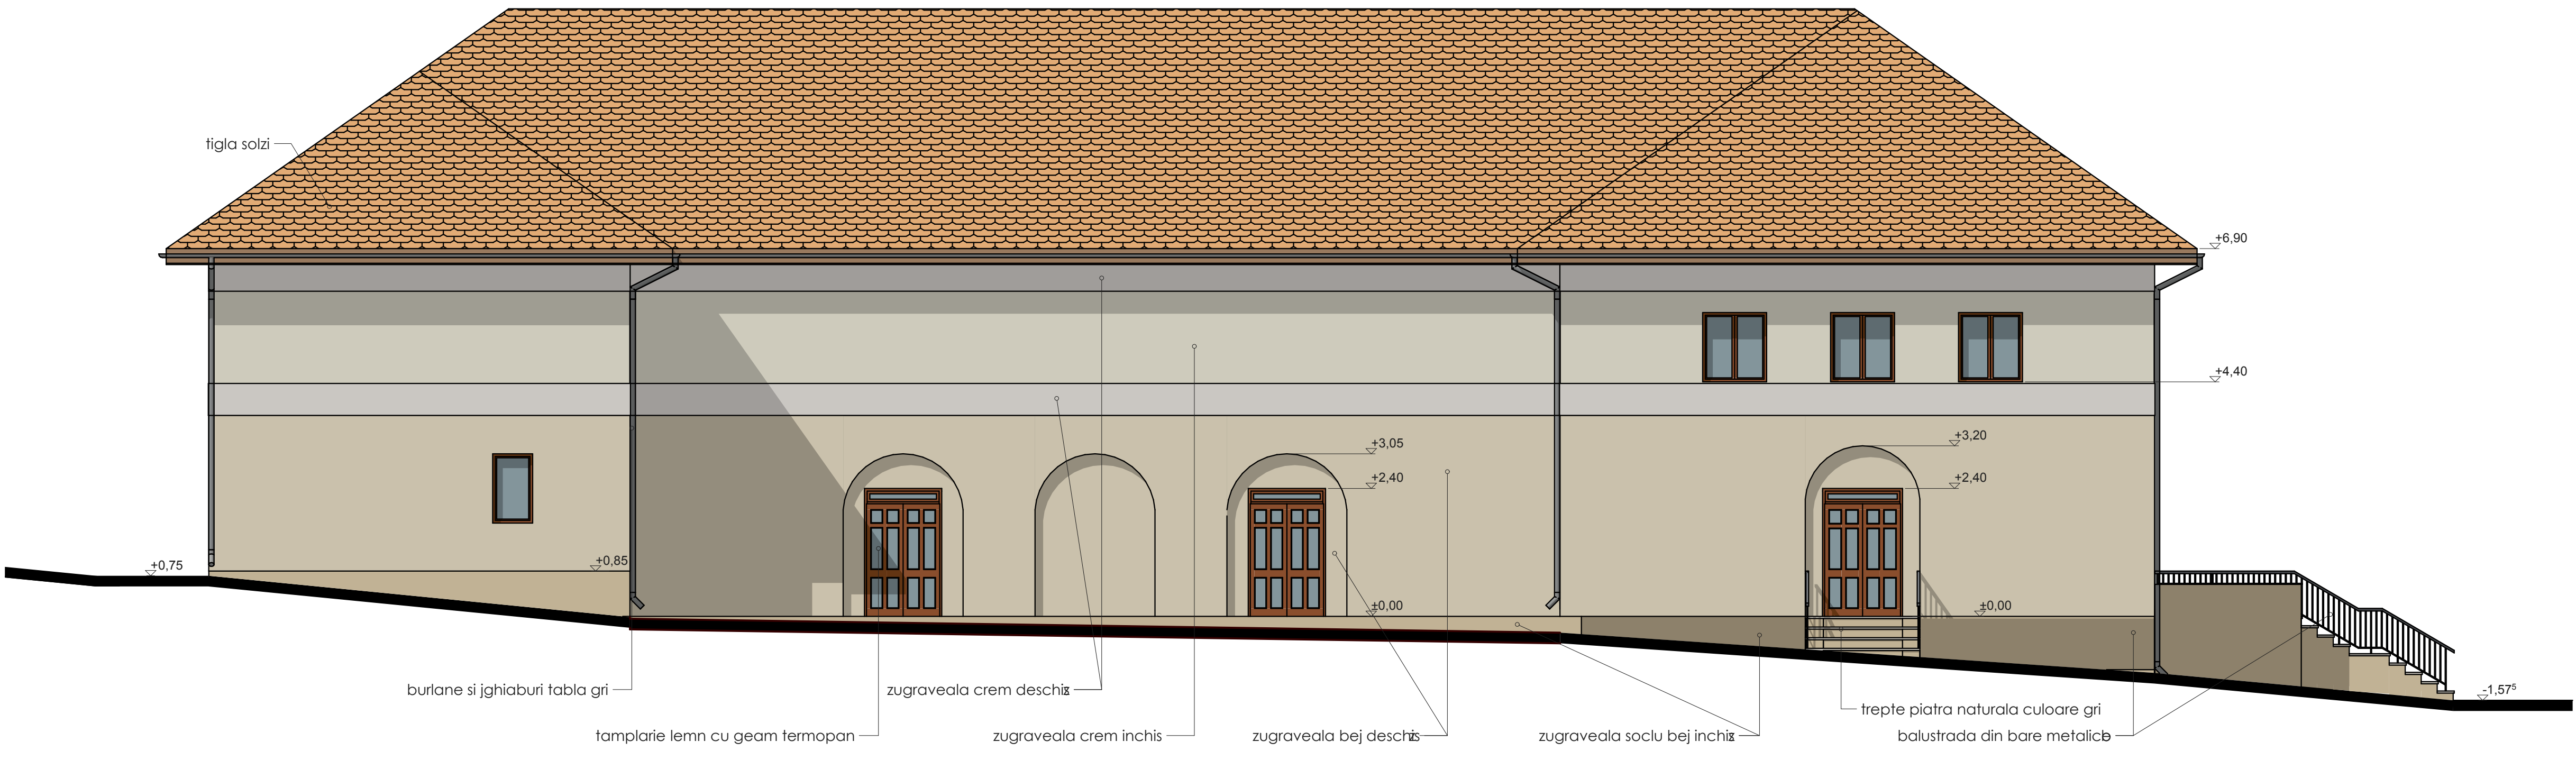 tigla solzi
+6,90
+4,40
+3,05
+3,20
+2,40
+2,40
+0,75
+0,85
±0,00
±0,00
burlane si jghiaburi tabla gri
zugraveala crem deschis
-1,57⁵
trepte piatra naturala culoare gri
tamplarie lemn cu geam termopan
zugraveala crem inchis
zugraveala bej deschis
zugraveala soclu bej inchis
balustrada din bare metalice